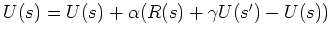 U(s) = U(s) + α(R(s) + γU(s′) − U(s))